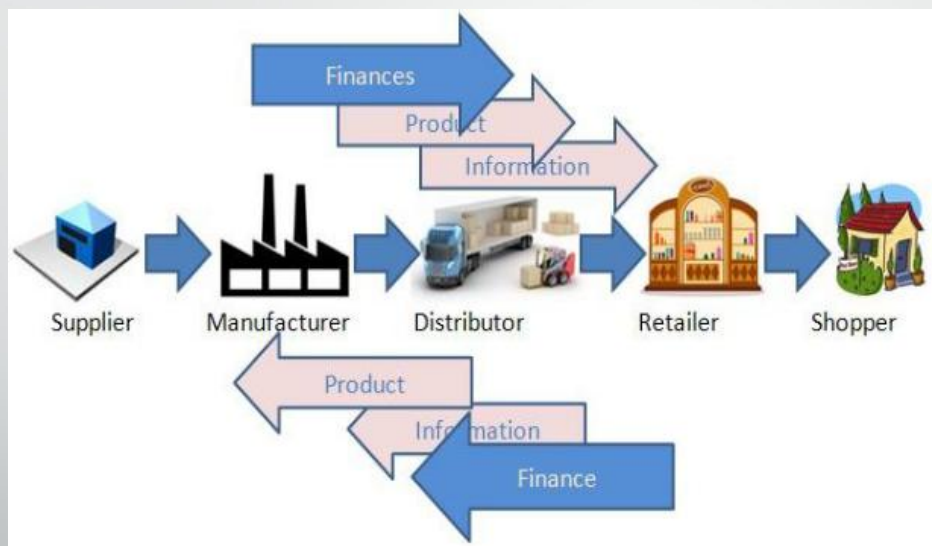 Finances
Product
Information
Supplier
Manufacturer
Distributor
Retailer
Shopper
Product
Information
Finance